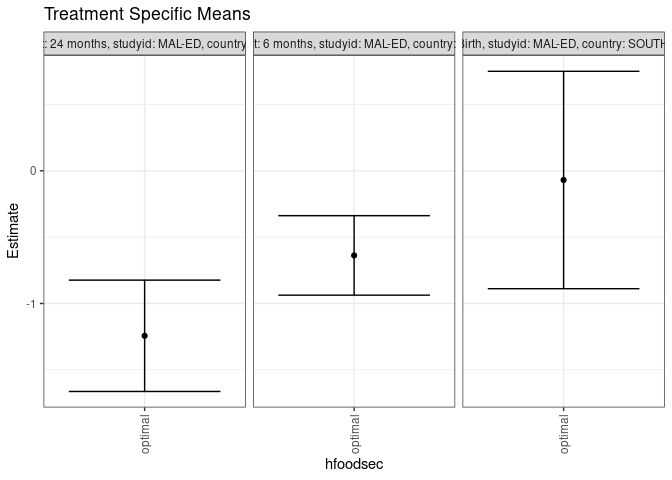 Treatment Specific Means
: 24 months, studyid: MAL-ED, country
t: 6 months, studyid: MAL-ED, country:
Birth, studyid: MAL-ED, country: SOUTH
Estimate
0
-1
optimal
optimal
optimal
hfoodsec